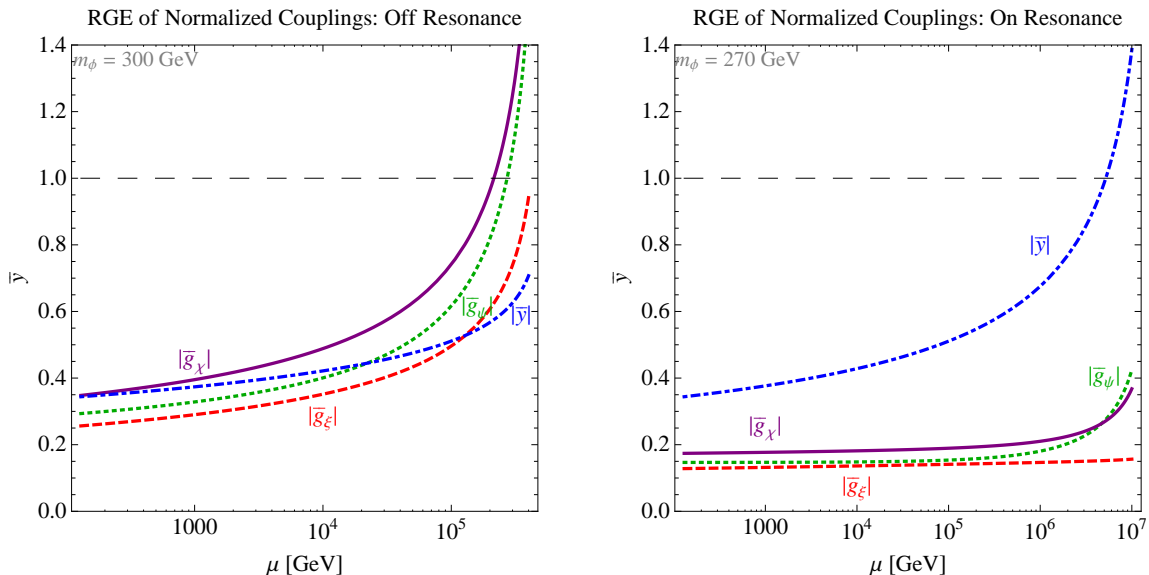 RGE of Normalized Couplings: Off Resonance
1.4
m_ϕ = 300 GeV
1.2
1.0
0.8
ȳ
0.6
|ḡ_ψ|
|ȳ|
|ḡ_χ|
0.4
|ḡ_ξ|
0.2
0.0
1000
10^4
10^5
μ [GeV]
RGE of Normalized Couplings: On Resonance
1.4
m_ϕ = 270 GeV
1.2
1.0
0.8
|ȳ|
ȳ
0.6
0.4
|ḡ_ψ|
|ḡ_χ|
0.2
|ḡ_ξ|
0.0
1000
10^4
10^5
10^6
10^7
μ [GeV]